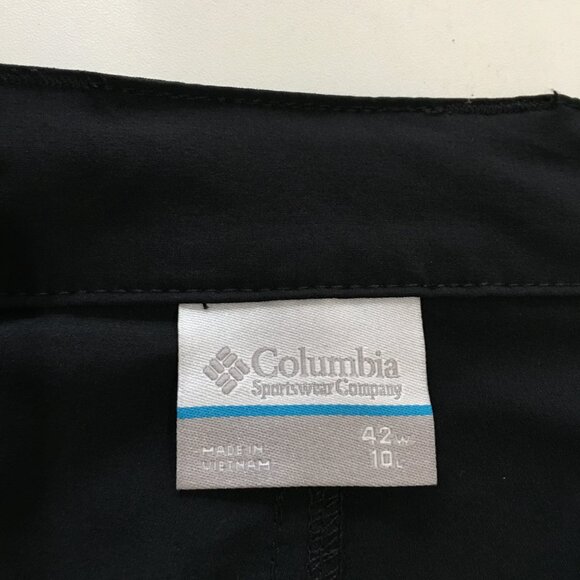 Columbia
Sportswear Company
MADE IN
VIETNAM
42W
10L